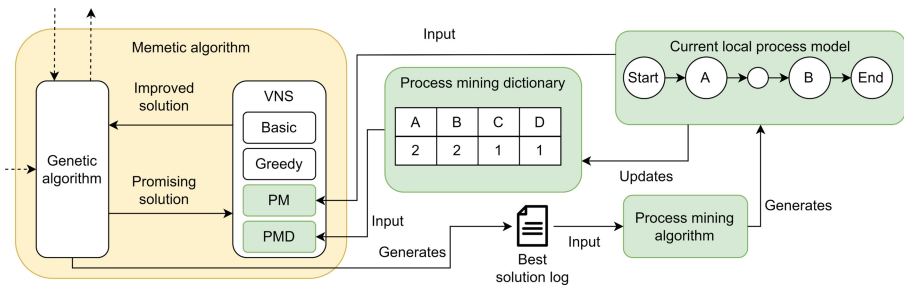 Memetic algorithm
Genetic
algorithm
Improved
solution
Promising
solution
VNS
Basic
Greedy
PM
PMD
Input
Process mining dictionary
A B C D
2 2 1 1
Input
Current local process model
Start A B End
Updates
Generates
Generates
Best
solution log
Input
Process mining
algorithm